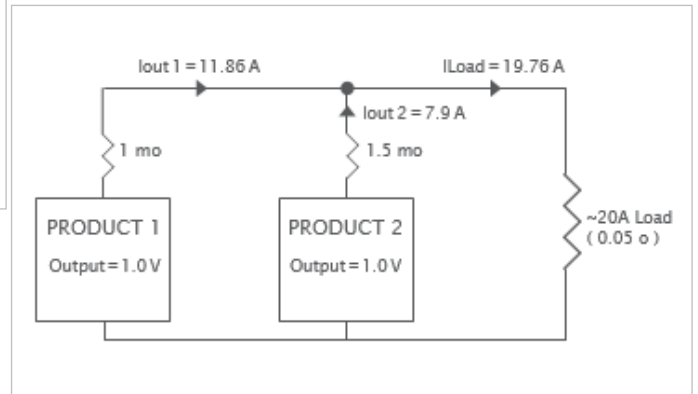 Iout 1 = 11.86 A
ILoad = 19.76 A
Iout 2 = 7.9 A
1 mo
1.5 mo
PRODUCT 1
Output = 1.0 V
PRODUCT 2
Output = 1.0 V
~20A Load
( 0.05 o )